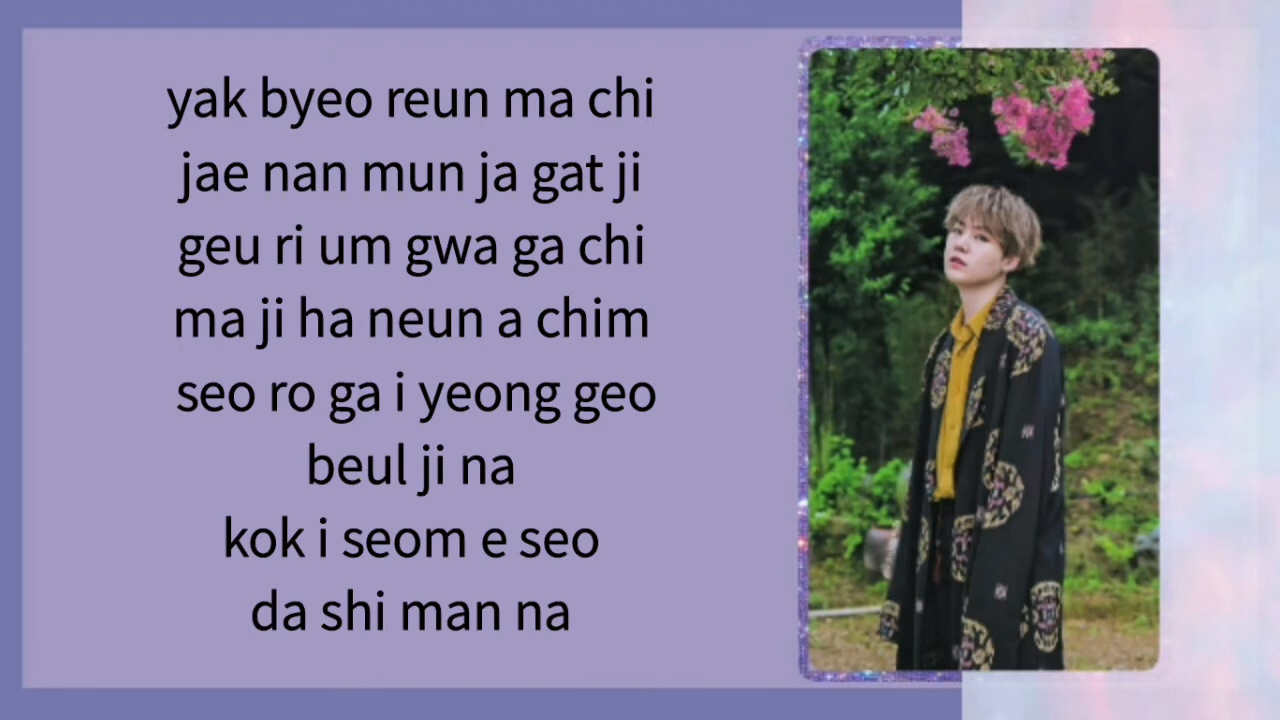 yak byeo reun ma chi
jae nan mun ja gat ji
geu ri um gwa ga chi
ma ji ha neun a chim
seo ro ga i yeong geo
beul ji na
kok i seom e seo
da shi man na